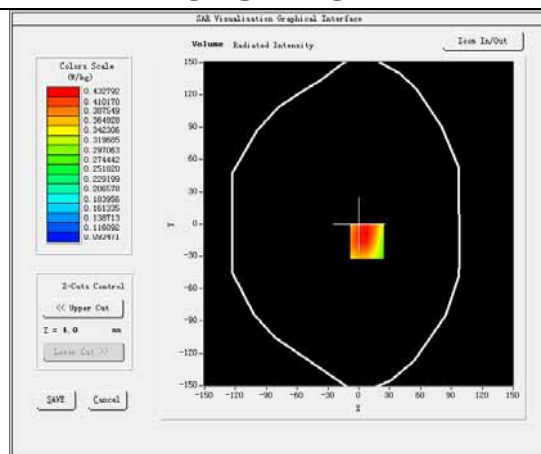 SAR Visualisation Graphical Interface
Volume Radiated Intensity
Zoom In/Out
Colors Scale
(W/kg)
0.432792
0.410170
0.387549
0.364928
0.342306
0.319685
0.297063
0.274442
0.251820
0.229199
0.206578
0.183956
0.161335
0.138713
0.116092
0.093471
Z-Cuts Control
<< Upper Cut
Z = 4.0 mm
Lower Cut >>
SAVE
Cancel
150
120
90
60
30
0
-30
-60
-90
-120
-150
Y
-150 -120 -90 -60 -30 0 30 60 90 120 150
X